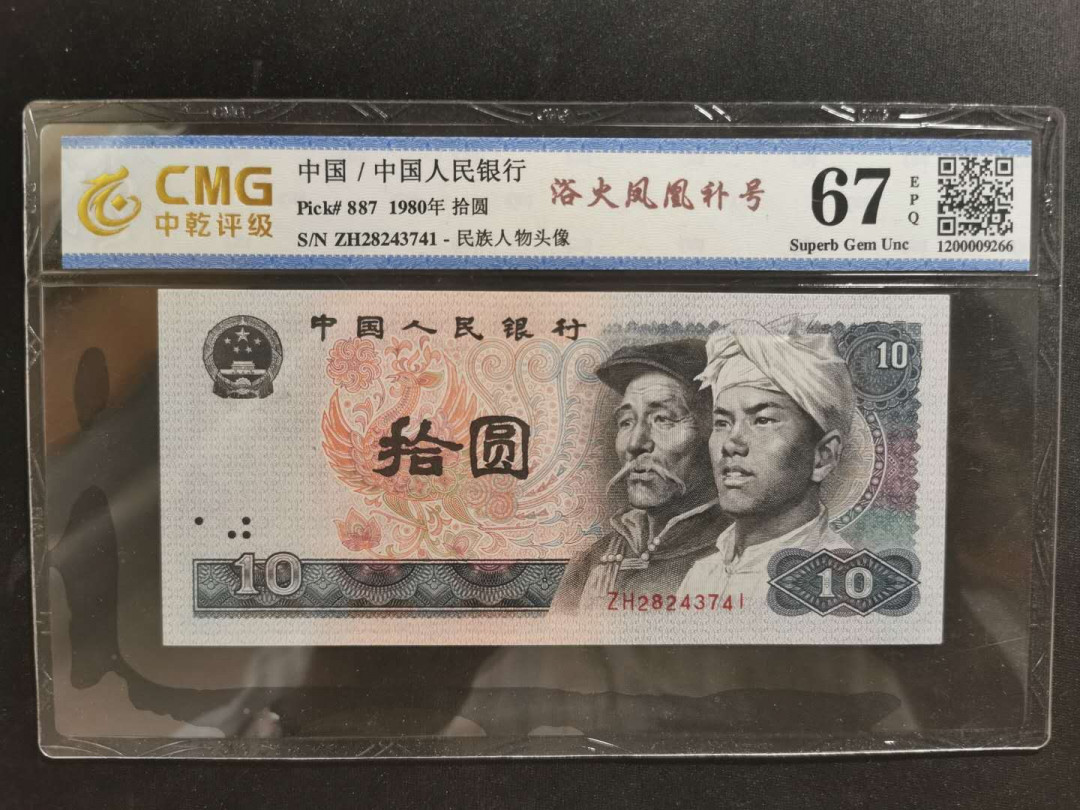 CMG
中乾评级
中国 / 中国人民银行
Pick# 887 1980年 拾圆
S/N ZH28243741 - 民族人物头像
浴火凤凰补号
67
EPQ
Superb Gem Unc
1200009266
中国人民银行
10
拾圆
10
ZH28243741
10